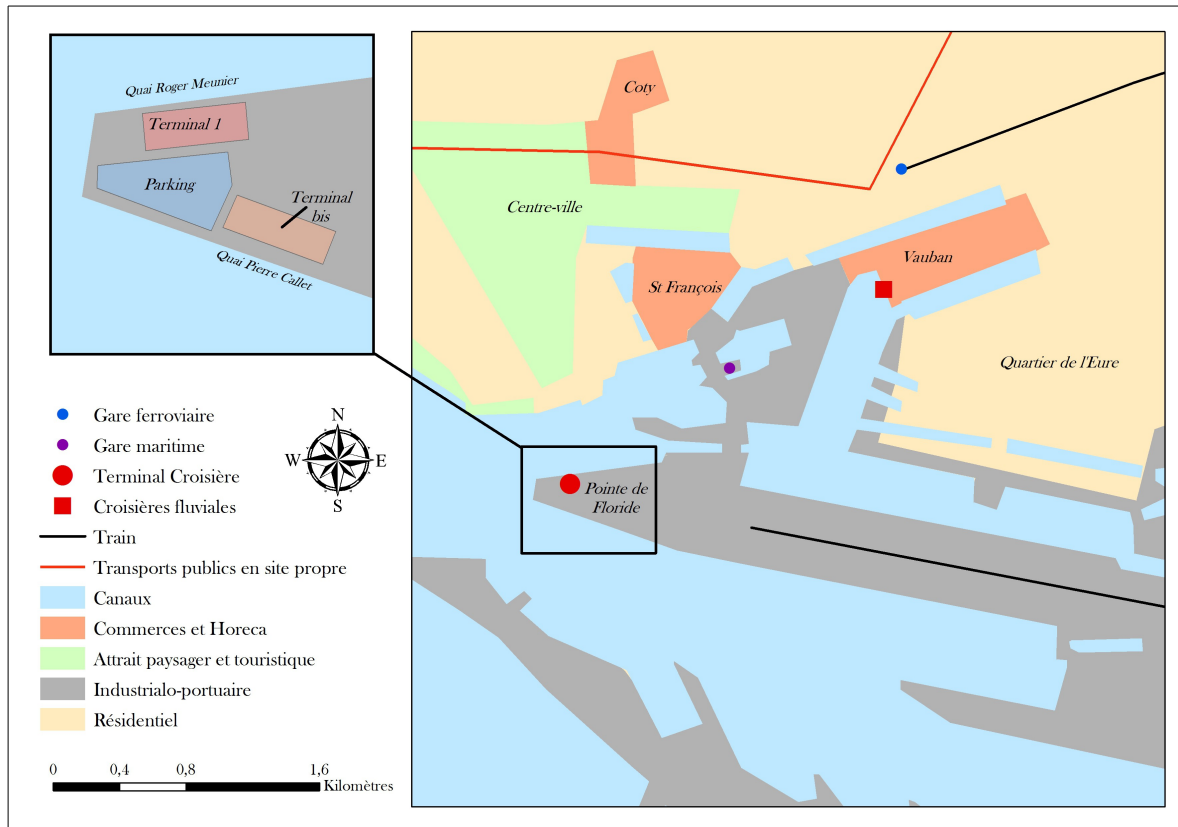 Quai Roger Meunier
Terminal 1
Parking
Terminal
bis
Quai Pierre Callet
Coty
Centre-ville
St François
Vauban
Quartier de l'Eure
Pointe de
Floride
N
W
E
S
Gare ferroviaire
Gare maritime
Terminal Croisière
Croisières fluviales
Train
Transports publics en site propre
Canaux
Commerces et Horeca
Attrait paysager et touristique
Industrialo-portuaire
Résidentiel
0 0,4 0,8 1,6
Kilomètres